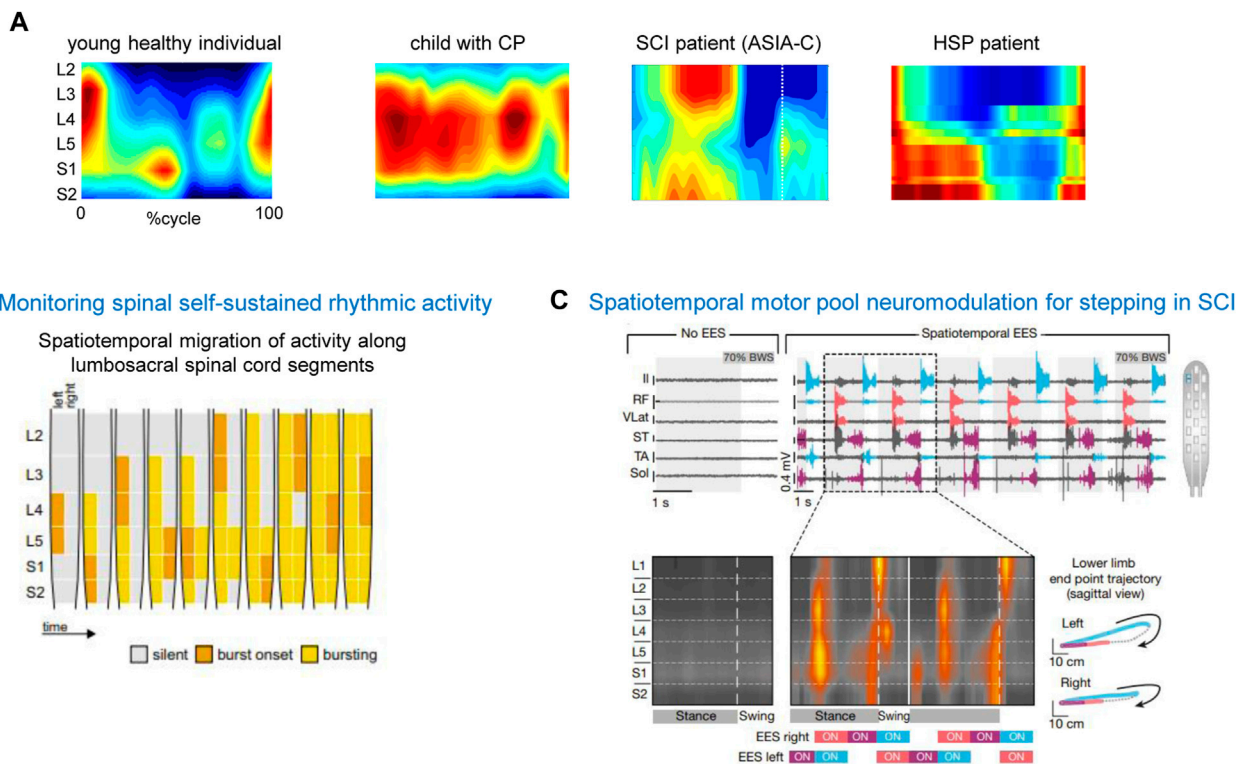 A
young healthy individual
child with CP
SCI patient (ASIA-C)
HSP patient
L2
L3
L4
L5
S1
S2
0
%cycle
100
Monitoring spinal self-sustained rhythmic activity
Spatiotemporal migration of activity along
lumbosacral spinal cord segments
left
right
L2
L3
L4
L5
S1
S2
time
silent
burst onset
bursting
C
Spatiotemporal motor pool neuromodulation for stepping in SCI
No EES
Spatiotemporal EES
70% BWS
70% BWS
Il
RF
VLat
ST
TA
Sol
0.4 mV
1 s
1 s
L1
L2
L3
L4
L5
S1
S2
Stance
Swing
Stance
Swing
EES right
ON
ON
ON
ON
ON
ON
EES left
ON
ON
ON
ON
ON
ON
Lower limb
end point trajectory
(sagittal view)
Left
10 cm
Right
10 cm